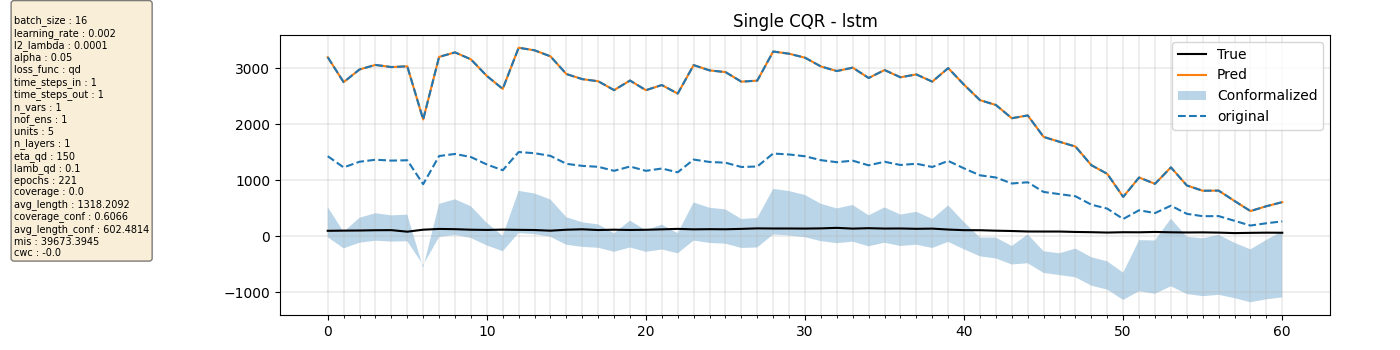 Single CQR - lstm
batch_size : 16
learning_rate : 0.002
l2_lambda : 0.0001
alpha : 0.05
loss_func : qd
time_steps_in : 1
time_steps_out : 1
n_vars : 1
nof_ens : 1
units : 5
n_layers : 1
eta_qd : 150
lamb_qd : 0.1
epochs : 221
coverage : 0.0
avg_length : 1318.2092
coverage_conf : 0.6066
avg_length_conf : 602.4814
mis : 39673.3945
cwc : -0.0
3000
2000
1000
0
−1000
True
Pred
Conformalized
original
0 10 20 30 40 50 60